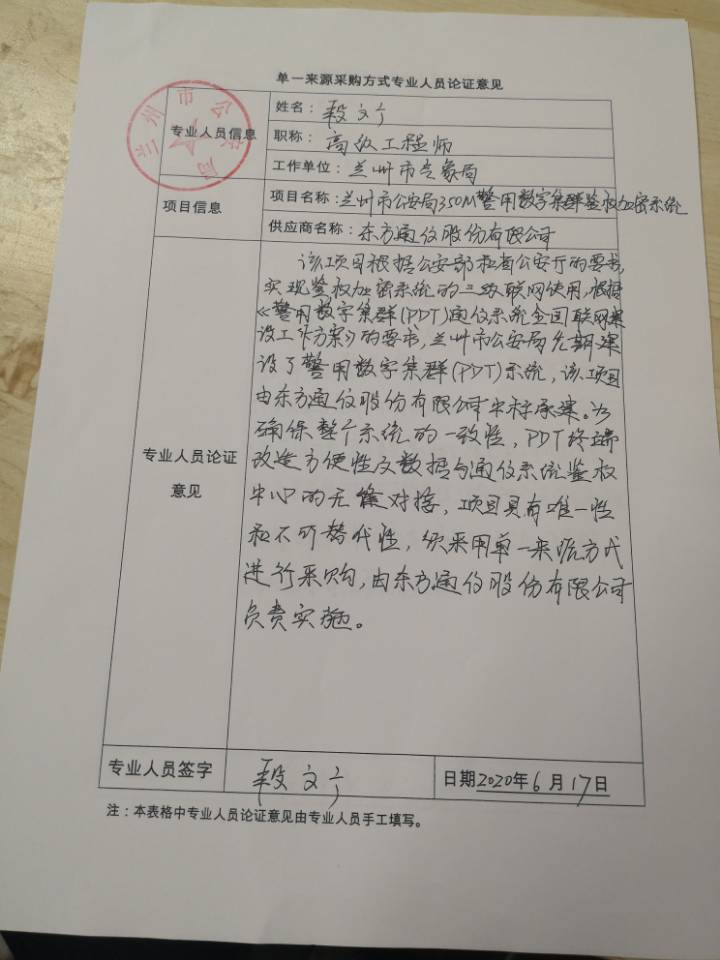 单一来源采购方式专业人员论证意见
兰州市公安局
专业人员信息
姓名：段文宁
职称：高级工程师
工作单位：兰州市气象局
项目信息
项目名称：兰州市公安局350M警用数字集群鉴权加密系统
供应商名称：东方通信股份有限公司
专业人员论证
意见
该项目根据公安部和省公安厅的要求,
实现鉴权加密系统的三级联网使用,根据
《警用数字集群(PDT)通信系统全国联网建
设工作方案》的要求,兰州市公安局先期建
设了警用数字集群(PDT)系统,该项目
由东方通信股份有限公司中标承建。为
确保整个系统的一致性,PDT终端
改造方便性及数据与通信系统鉴权
中心的无缝对接,项目具有唯一性
和不可替代性,须采用单一来源方式
进行采购,由东方通信股份有限公司
负责实施。
专业人员签字
段文宁
日期2020年6月17日
注：本表格中专业人员论证意见由专业人员手工填写。